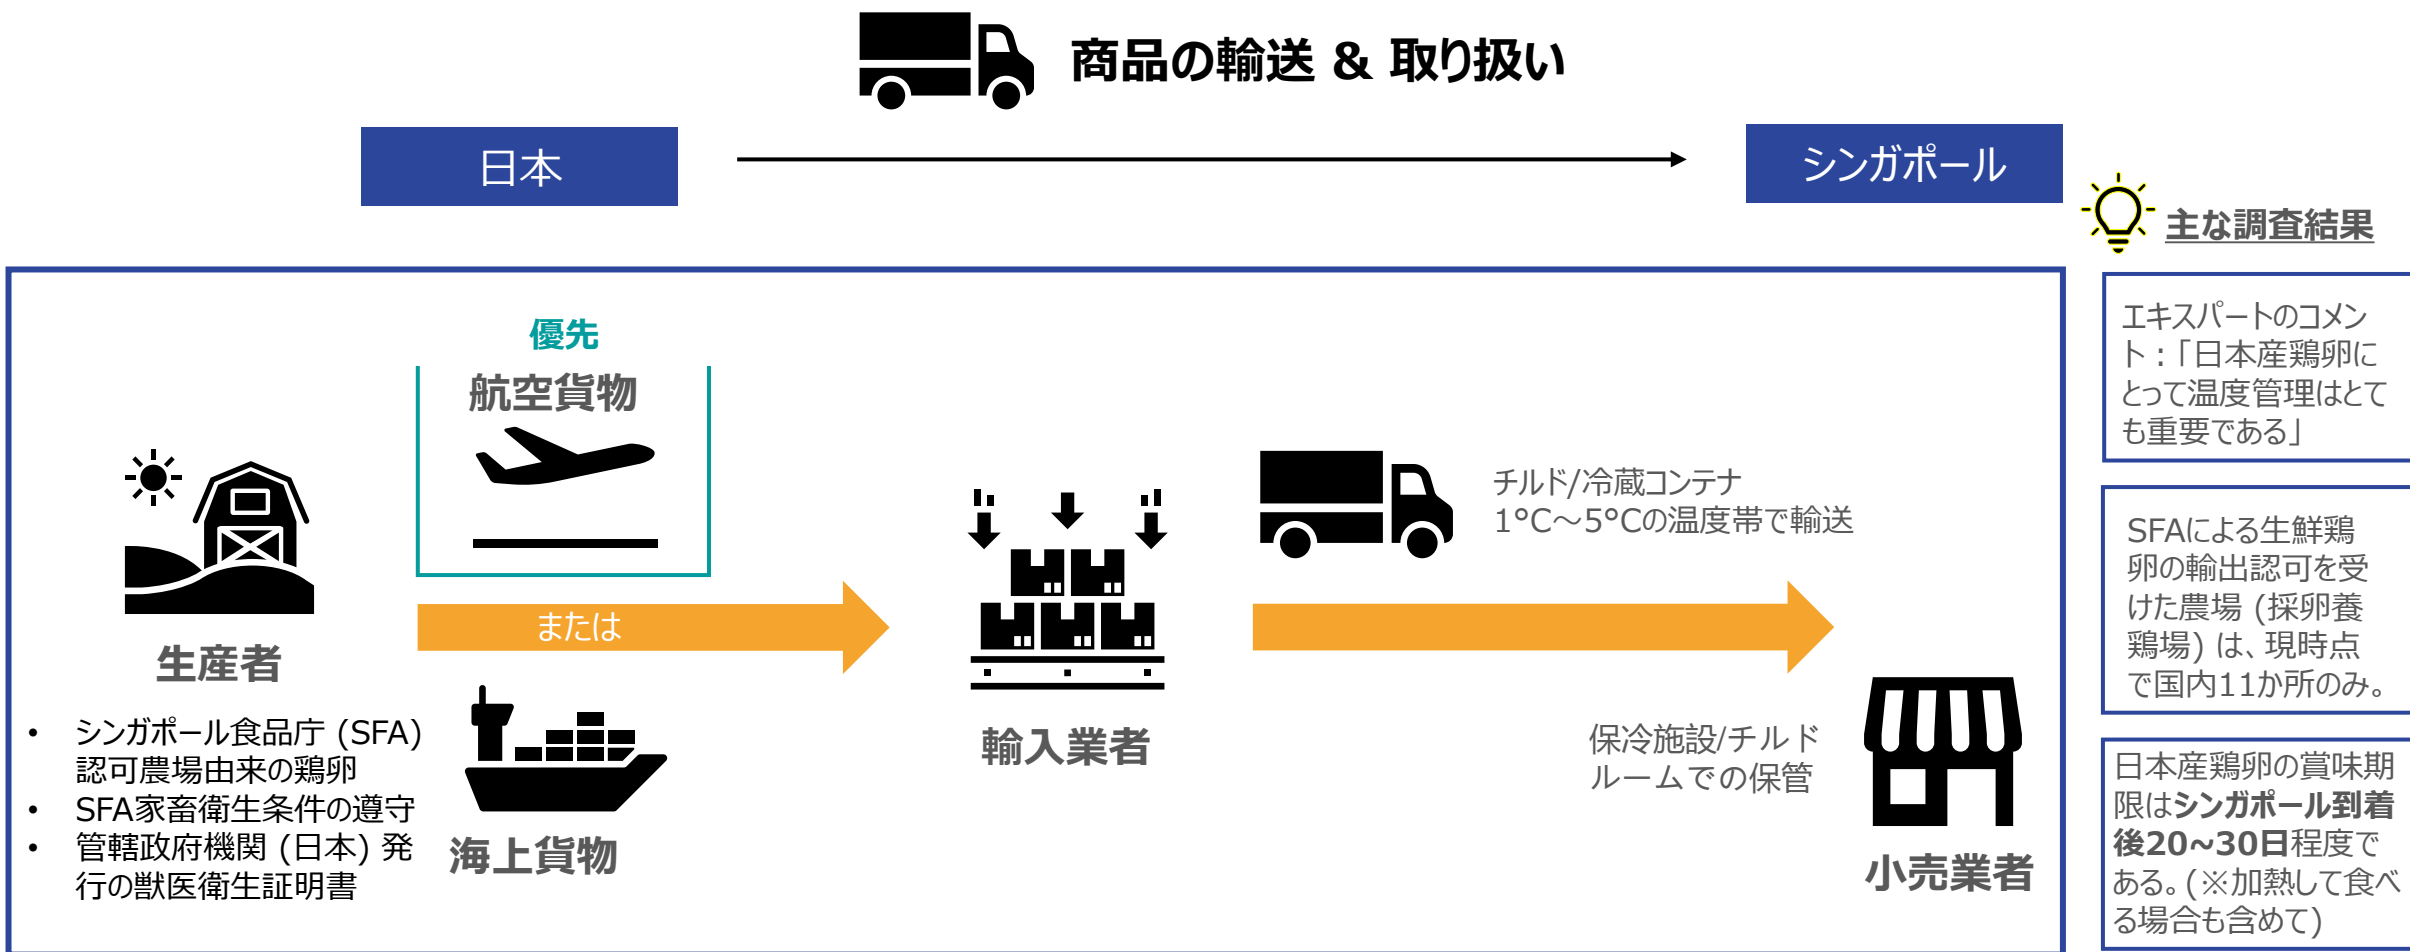 商品の輸送 & 取り扱い
日本
シンガポール
主な調査結果
優先
航空貨物
または
海上貨物
生産者
• シンガポール食品庁 (SFA)
認可農場由来の鶏卵
• SFA家畜衛生条件の遵守
• 管轄政府機関 (日本) 発
行の獣医衛生証明書
輸入業者
チルド/冷蔵コンテナ
1°C～5°Cの温度帯で輸送
保冷施設/チルド
ルームでの保管
小売業者
エキスパートのコメン
ト：「日本産鶏卵に
とって温度管理はとて
も重要である」
SFAによる生鮮鶏
卵の輸出認可を受
けた農場 (採卵養
鶏場) は、現時点
で国内11か所のみ。
日本産鶏卵の賞味期
限はシンガポール到着
後20~30日程度で
ある。(※加熱して食べ
る場合も含めて)